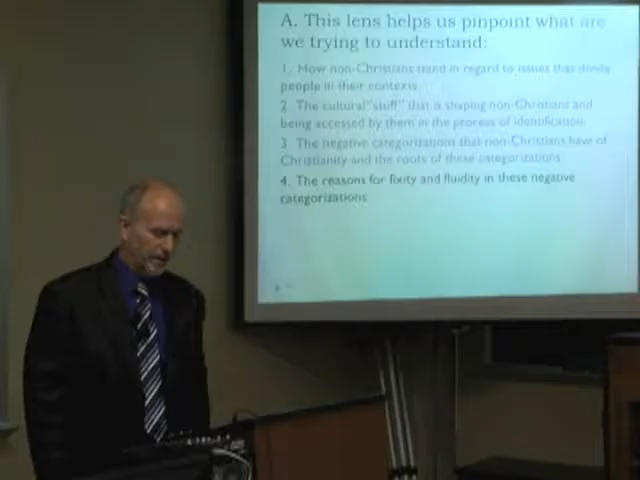 A. This lens helps us pinpoint what are
we trying to understand:
1. How non-Christians stand in regard to issues that divide
people in their contexts
2. The cultural "stuff" that is shaping non-Christians and
being accessed by them in the process of identification.
3. The negative categorizations that non-Christians have of
Christianity and the roots of these categorizations.
4. The reasons for fixity and fluidity in these negative
categorizations